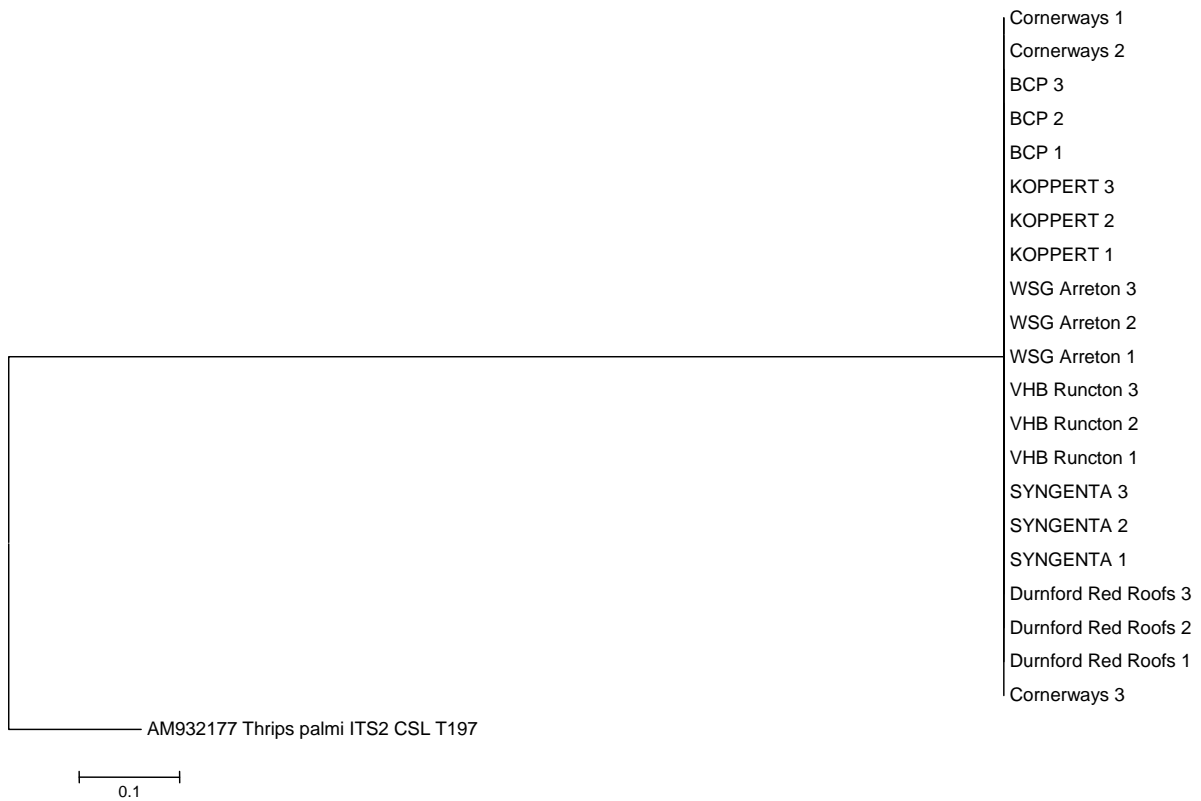 Cornerways 1
Cornerways 2
BCP 3
BCP 2
BCP 1
KOPPERT 3
KOPPERT 2
KOPPERT 1
WSG Arreton 3
WSG Arreton 2
WSG Arreton 1
VHB Runcton 3
VHB Runcton 2
VHB Runcton 1
SYNGENTA 3
SYNGENTA 2
SYNGENTA 1
Durnford Red Roofs 3
Durnford Red Roofs 2
Durnford Red Roofs 1
Cornerways 3
AM932177 Thrips palmi ITS2 CSL T197
0.1